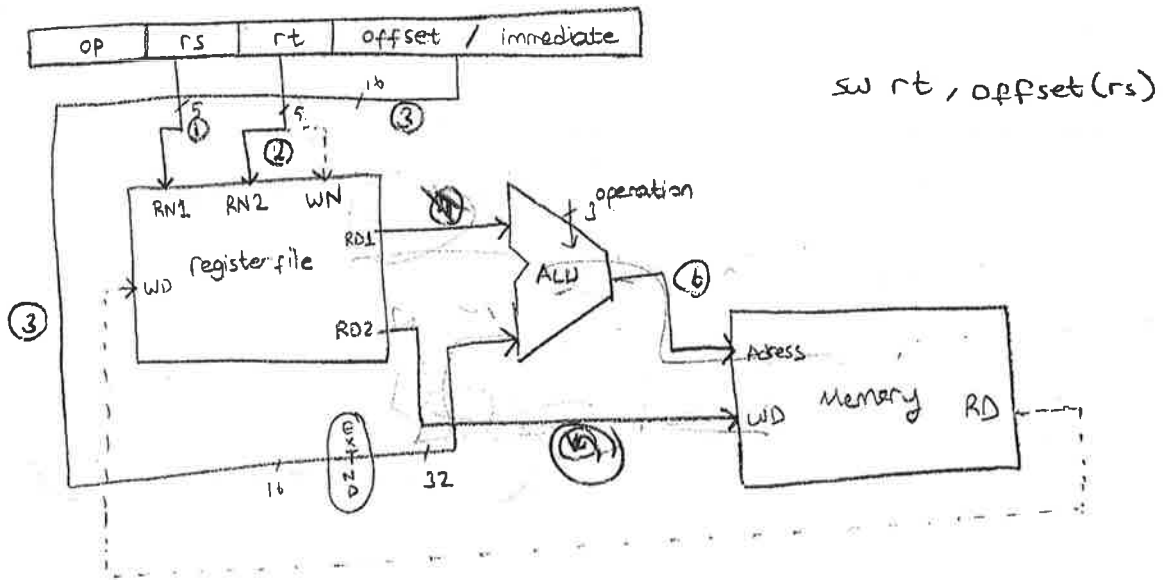 op rs rt offset / immediate
sw rt, offset(rs)
16
5 5 3
1
2
RN1 RN2 WN
3 operation
RD1
register file
ALU
WD
6
3
RD2
Adress
Memory
WD RD
EXTND
16 32